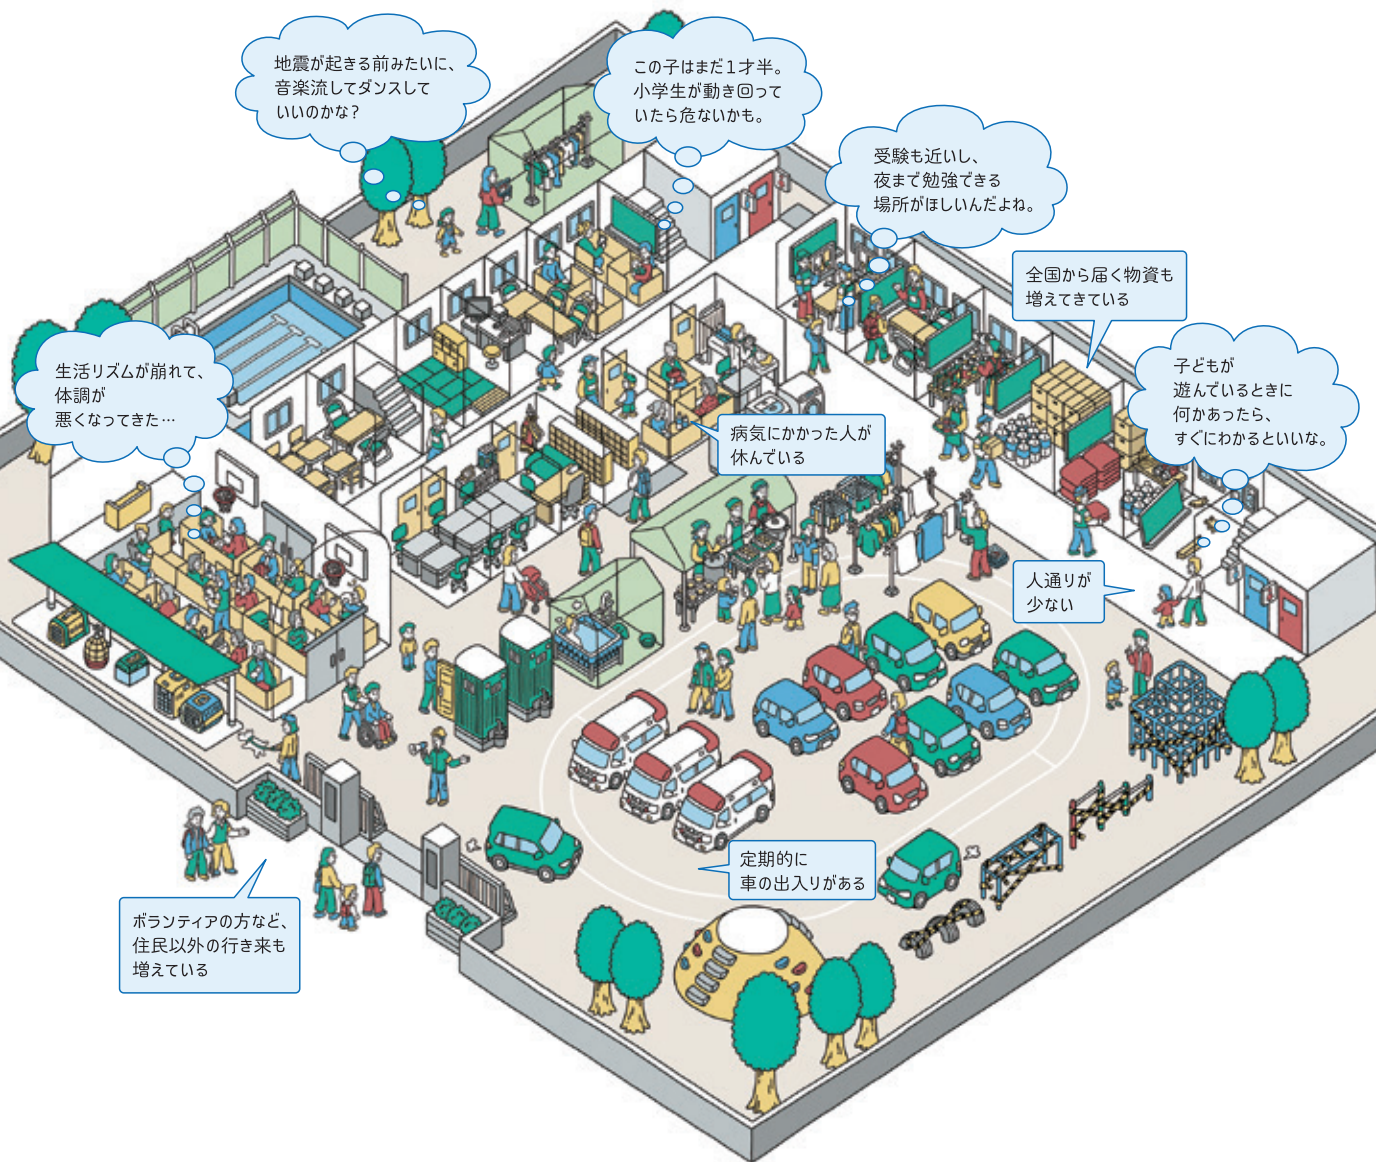 地震が起きる前みたいに、
音楽流してダンスして
いいのかな?
この子はまだ1才半。
小学生が動き回って
いたら危ないかも。
受験も近いし、
夜まで勉強できる
場所がほしいんだよね。
全国から届く物資も
増えてきている
子どもが
遊んでいるときに
何かあったら、
すぐにわかるといいな。
生活リズムが崩れて、
体調が
悪くなってきた…
病気にかかった人が
休んでいる
人通りが
少ない
定期的に
車の出入りがある
ボランティアの方など、
住民以外の行き来も
増えている